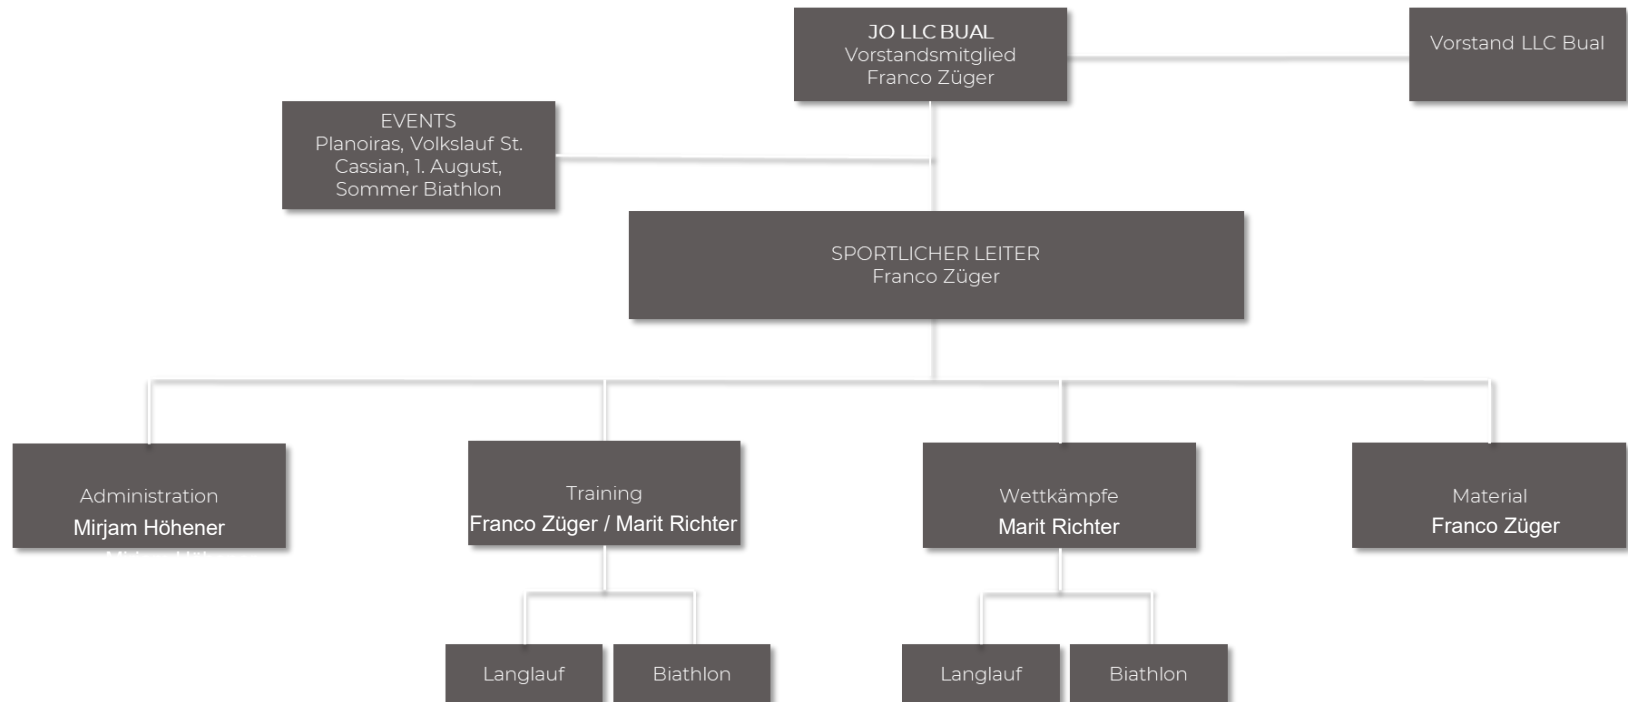 JO LLC BUAL
Vorstandsmitglied
Franco Züger
Vorstand LLC Bual
EVENTS
Planoiras, Volkslauf St.
Cassian, 1. August,
Sommer Biathlon
SPORTLICHER LEITER
Franco Züger
Administration
Mirjam Höhener
Training
Franco Züger / Marit Richter
Wettkämpfe
Marit Richter
Material
Franco Züger
Langlauf
Biathlon
Langlauf
Biathlon